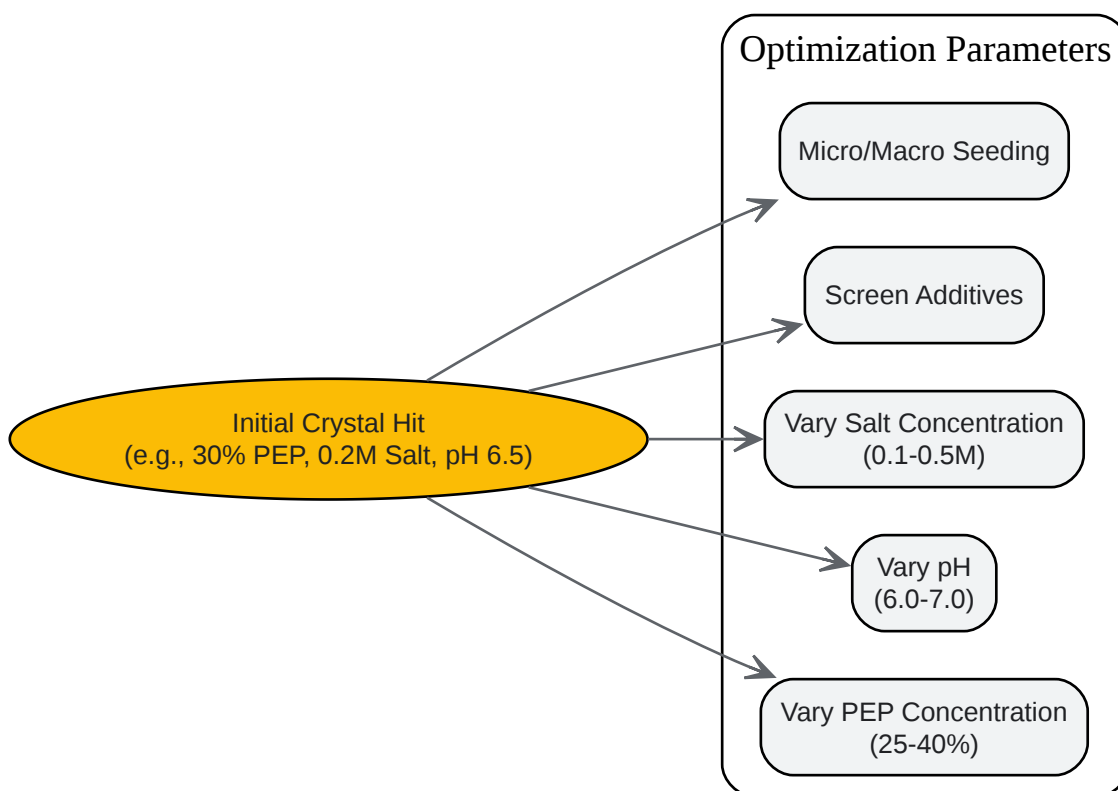 Optimization Parameters
Micro/Macro Seeding
Screen Additives
Initial Crystal Hit
(e.g., 30% PEP, 0.2M Salt, pH 6.5)
Vary Salt Concentration
(0.1-0.5M)
Vary pH
(6.0-7.0)
Vary PEP Concentration
(25-40%)